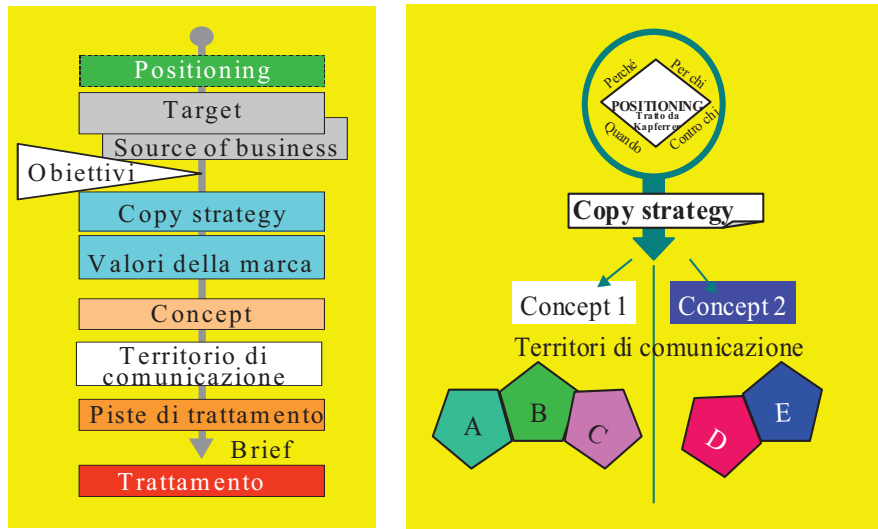 Positioning
Target
Source of business
Obiettivi
Copy strategy
Valori della marca
Concept
Territorio di
comunicazione
Piste di trattamento
Brief
Trattamento
Perché
Per chi
POSITIONING
Tratto da
Kapferrer
Quando
Contro chi
Copy strategy
Concept 1
Concept 2
Territori di comunicazione
A
B
C
D
E